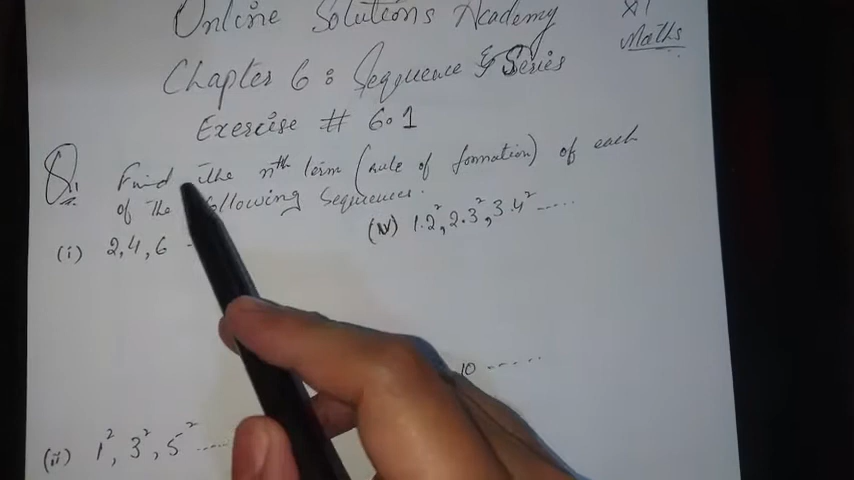 Online Solutions Academy
XI
Maths
Chapter 6 : Sequence & Series
Exercise # 6.1
Q1. Find the nth term (rule of formation) of each
of the following sequences.
(i) 2, 4, 6 -
(iv) 1.2², 2.3², 3.4² .....
10 ......
(ii) 1², 3², 5² .....